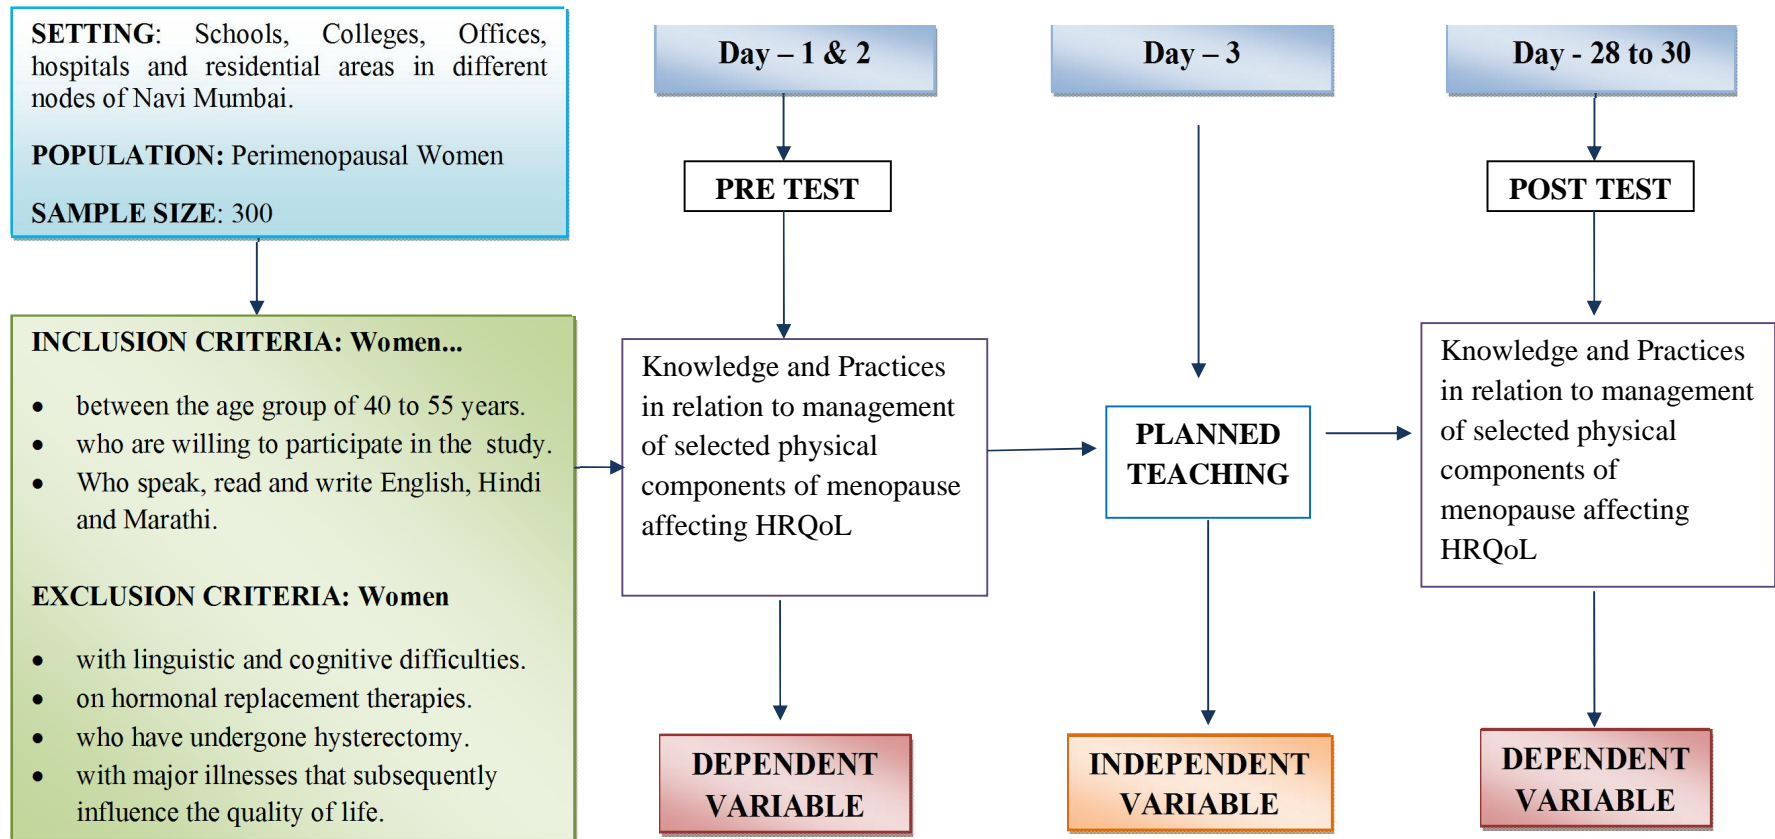 SETTING: Schools, Colleges, Offices,
hospitals and residential areas in different
nodes of Navi Mumbai.
POPULATION: Perimenopausal Women
SAMPLE SIZE: 300
INCLUSION CRITERIA: Women...
• between the age group of 40 to 55 years.
• who are willing to participate in the study.
• Who speak, read and write English, Hindi
and Marathi.
EXCLUSION CRITERIA: Women
• with linguistic and cognitive difficulties.
• on hormonal replacement therapies.
• who have undergone hysterectomy.
• with major illnesses that subsequently
influence the quality of life.
Day – 1 & 2
PRE TEST
Knowledge and Practices
in relation to management
of selected physical
components of menopause
affecting HRQoL
DEPENDENT
VARIABLE
Day – 3
PLANNED
TEACHING
INDEPENDENT
VARIABLE
Day - 28 to 30
POST TEST
Knowledge and Practices
in relation to management
of selected physical
components of
menopause affecting
HRQoL
DEPENDENT
VARIABLE